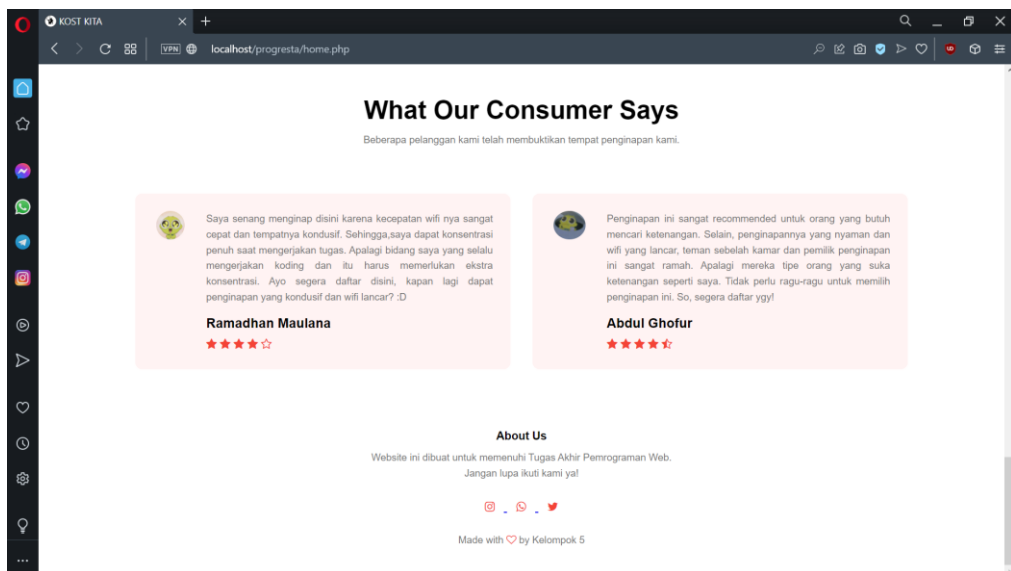 KOST KITA
VPN
localhost/progresta/home.php
What Our Consumer Says
Beberapa pelanggan kami telah membuktikan tempat penginapan kami.
Saya senang menginap disini karena kecepatan wifi nya sangat
cepat dan tempatnya kondusif. Sehingga,saya dapat konsentrasi
penuh saat mengerjakan tugas. Apalagi bidang saya yang selalu
mengerjakan koding dan itu harus memerlukan ekstra
konsentrasi. Ayo segera daftar disini, kapan lagi dapat
penginapan yang kondusif dan wifi lancar? :D
Ramadhan Maulana
Penginapan ini sangat recommended untuk orang yang butuh
mencari ketenangan. Selain, penginapannya yang nyaman dan
wifi yang lancar, teman sebelah kamar dan pemilik penginapan
ini sangat ramah. Apalagi mereka tipe orang yang suka
ketenangan seperti saya. Tidak perlu ragu-ragu untuk memilih
penginapan ini. So, segera daftar ygy!
Abdul Ghofur
About Us
Website ini dibuat untuk memenuhi Tugas Akhir Pemrograman Web.
Jangan lupa ikuti kami ya!
Made with ♡ by Kelompok 5